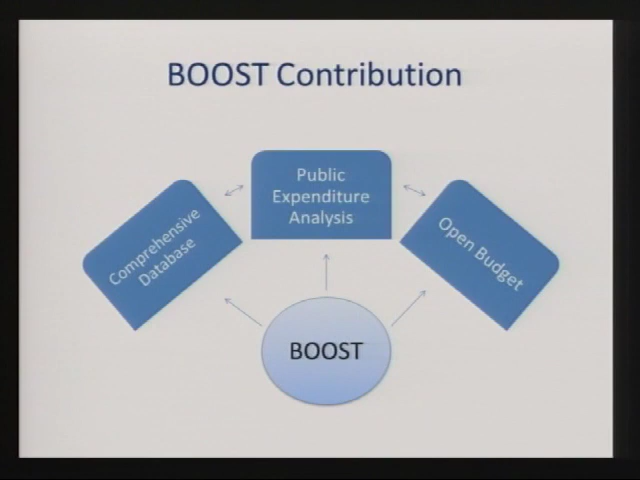 BOOST Contribution
Public
Expenditure
Analysis
Comprehensive
Database
Open Budget
BOOST